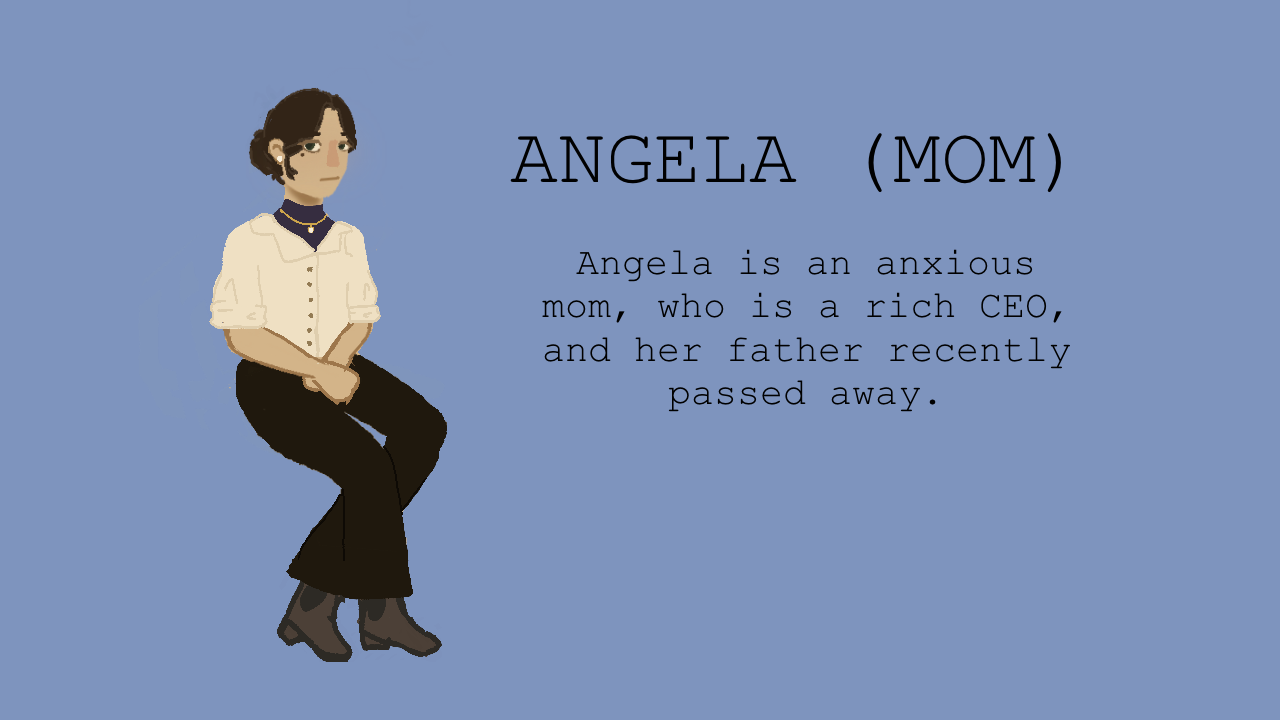 ANGELA (MOM)
Angela is an anxious
mom, who is a rich CEO,
and her father recently
passed away.